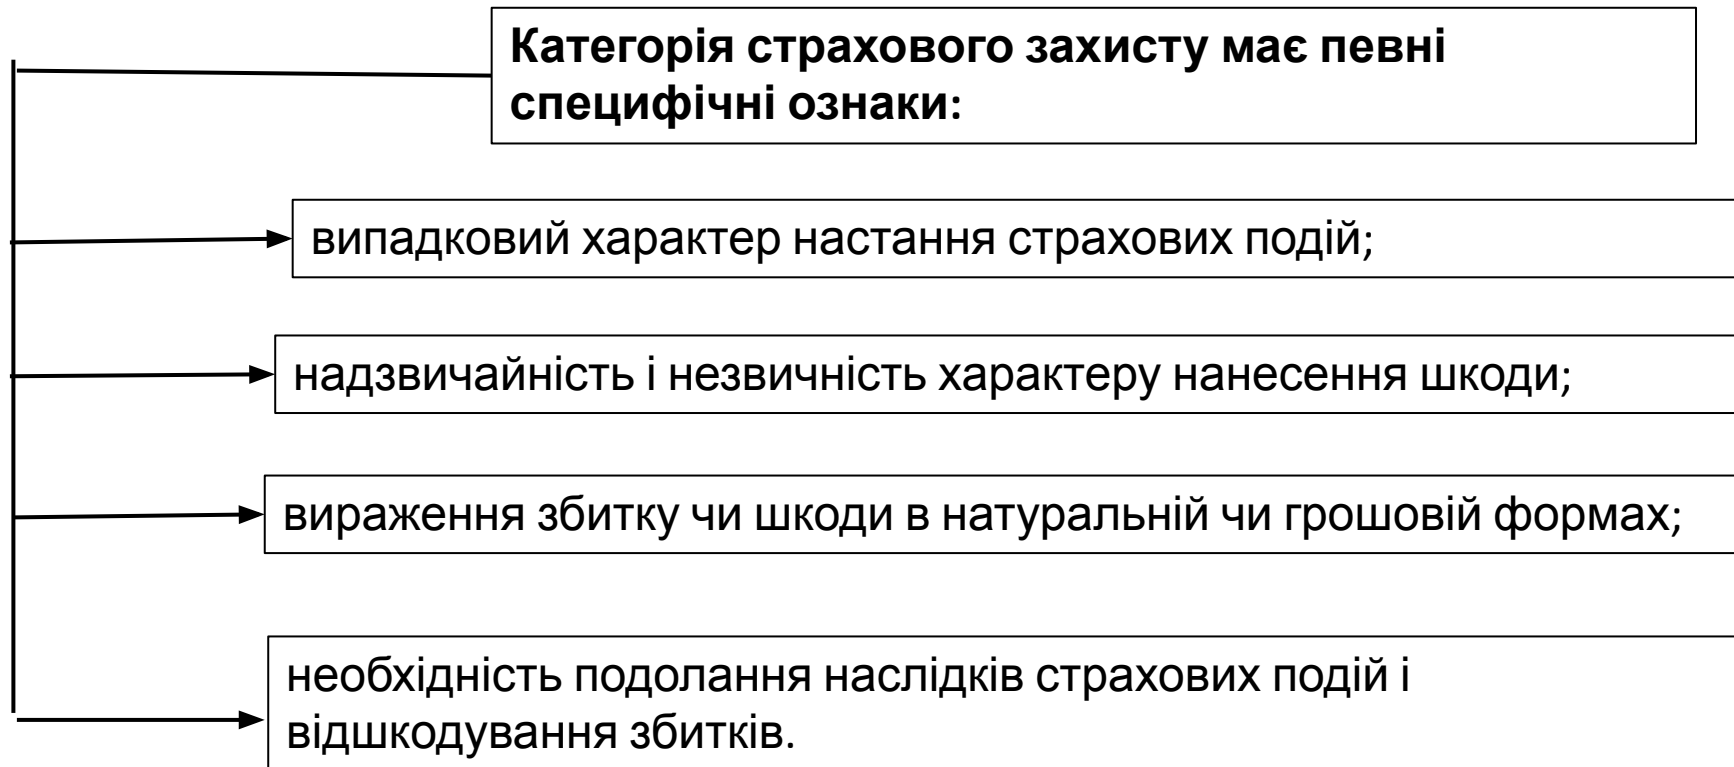 Категорія страхового захисту має певні
специфічні ознаки:
випадковий характер настання страхових подій;
надзвичайність і незвичність характеру нанесення шкоди;
вираження збитку чи шкоди в натуральній чи грошовій формах;
необхідність подолання наслідків страхових подій і
відшкодування збитків.